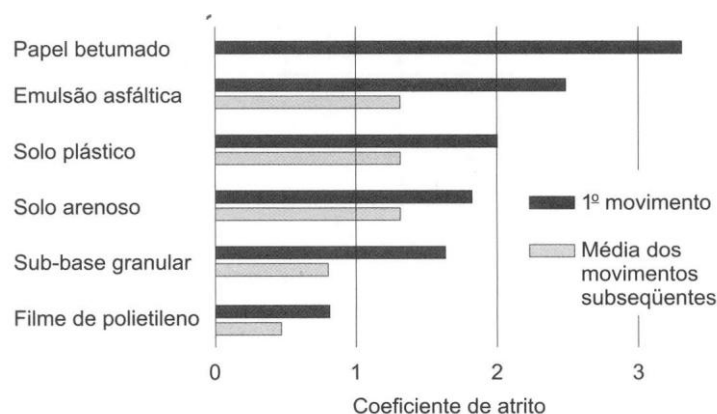 Papel betumado
Emulsão asfáltica
Solo plástico
Solo arenoso
Sub-base granular
Filme de polietileno
1º movimento
Média dos
movimentos
subseqüentes
0
1
2
3
Coeficiente de atrito